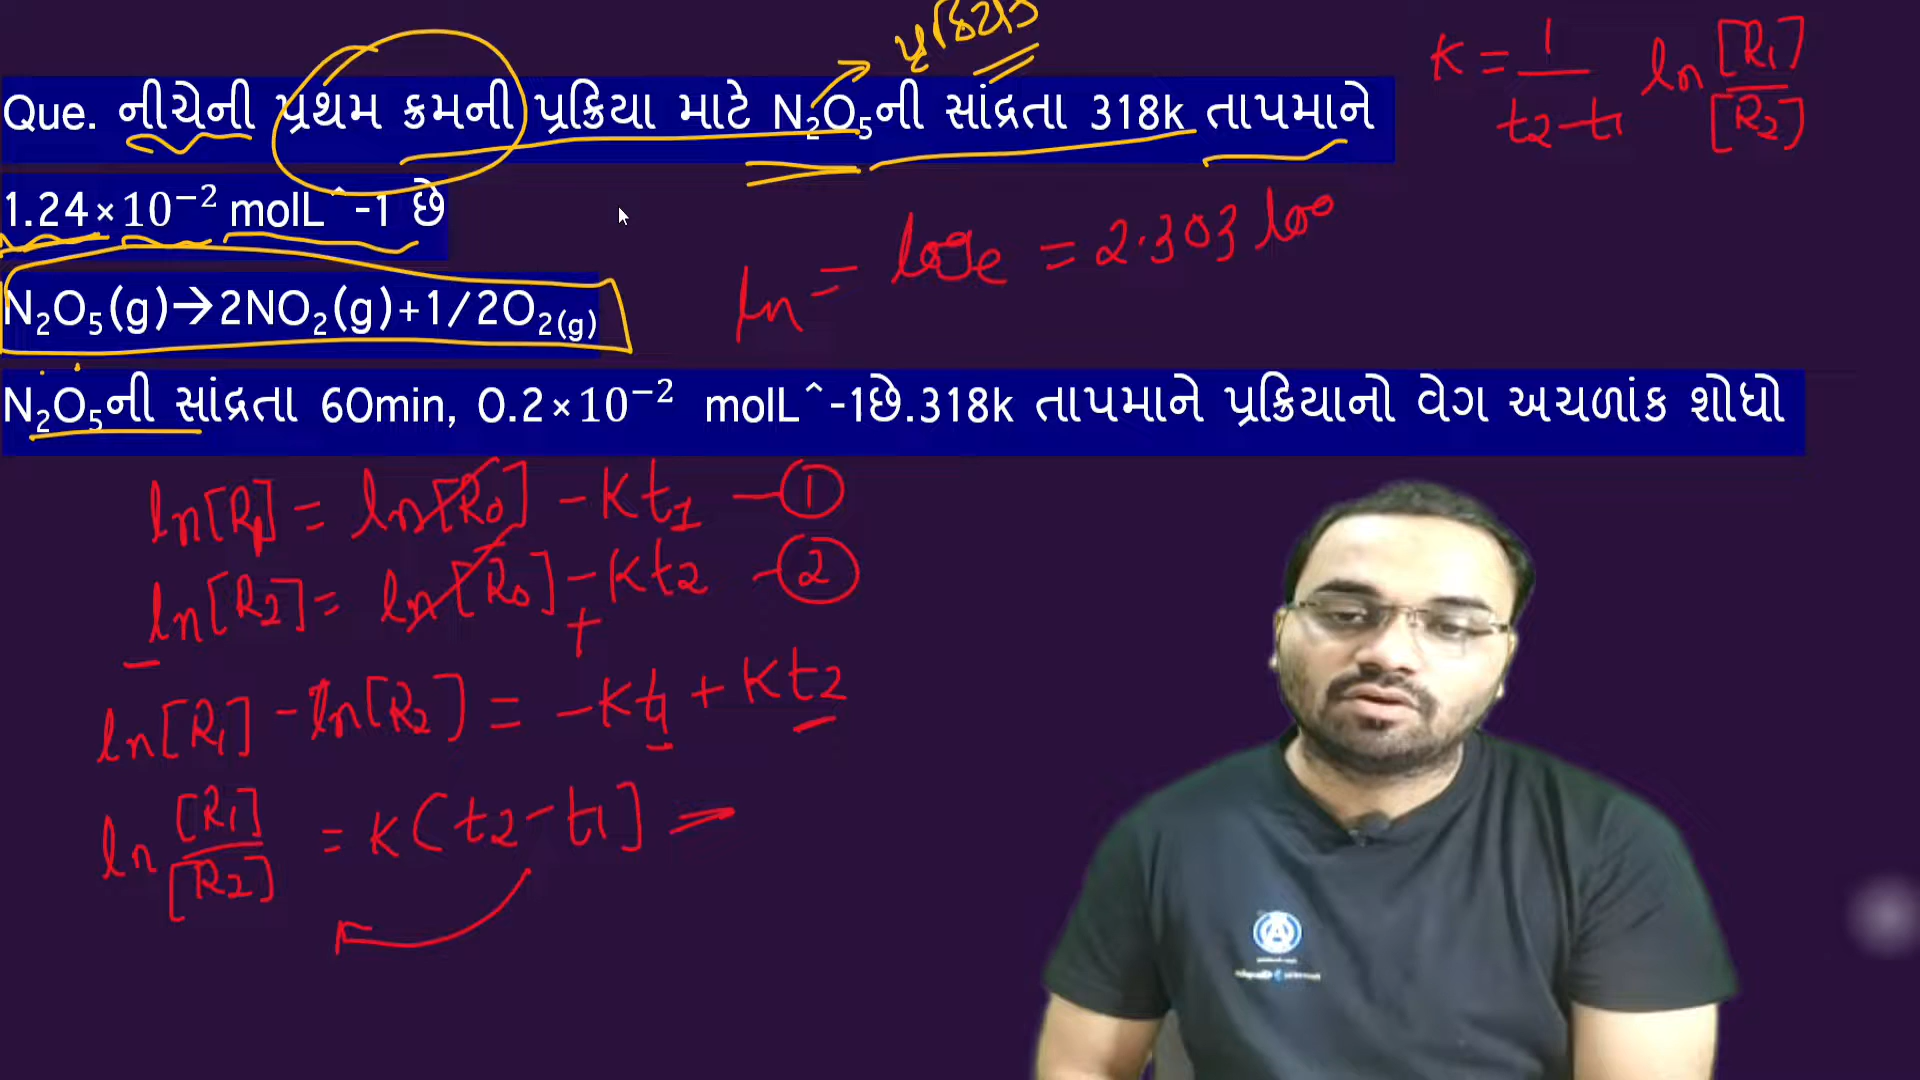 પ્રક્રિયક
K = 1/(t2-t1) ln [R1]/[R2]
Que. નીચેની પ્રથમ ક્રમની પ્રક્રિયા માટે N₂O₅ની સાંદ્રતા 318k તાપમાને
1.24×10⁻² molL^-1 છે
ln = loge = 2.303 log
N₂O₅(g)→2NO₂(g)+1/2O₂(g)
N₂O₅ની સાંદ્રતા 60min, 0.2×10⁻² molL^-1છે.318k તાપમાને પ્રક્રિયાનો વેગ અચળાંક શોધો
ln[R1] = ln[R0] - Kt1 — ①
ln[R2] = ln[R0] - Kt2 — ②
+
ln[R1] - ln[R2] = -Kt1 + Kt2
ln [R1]/[R2] = K(t2-t1]